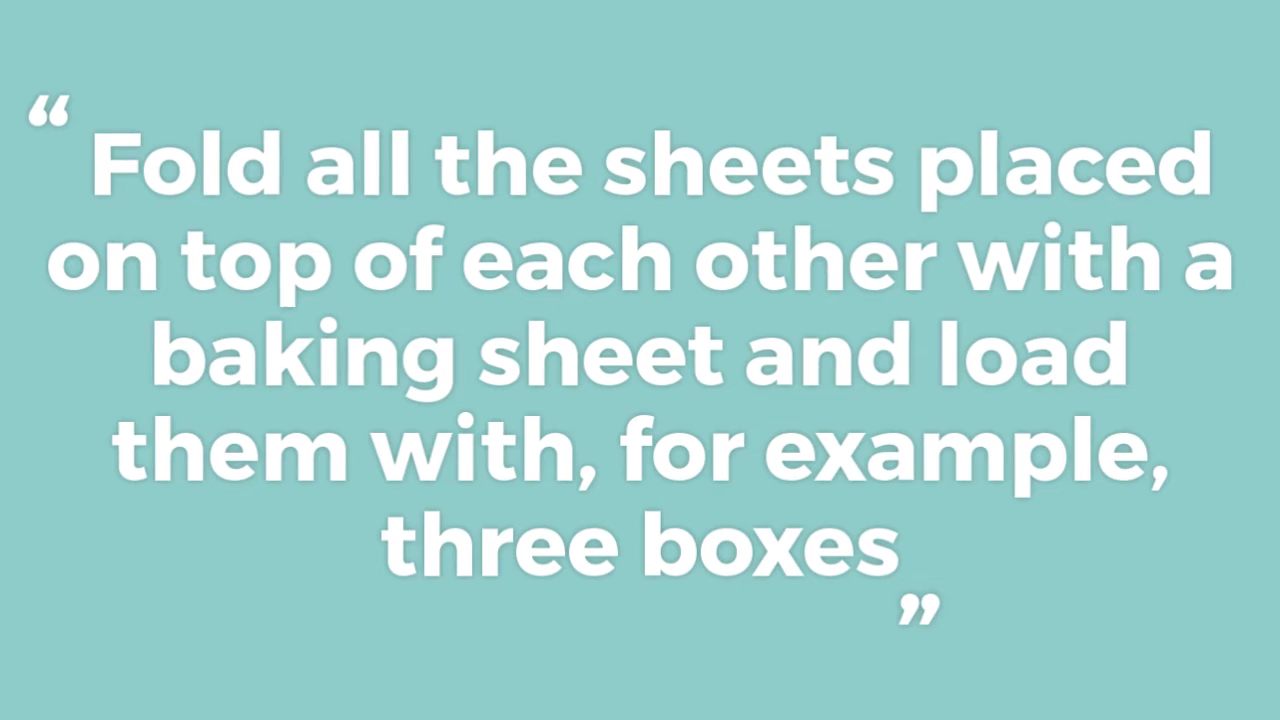 “Fold all the sheets placed
on top of each other with a
baking sheet and load
them with, for example,
three boxes”